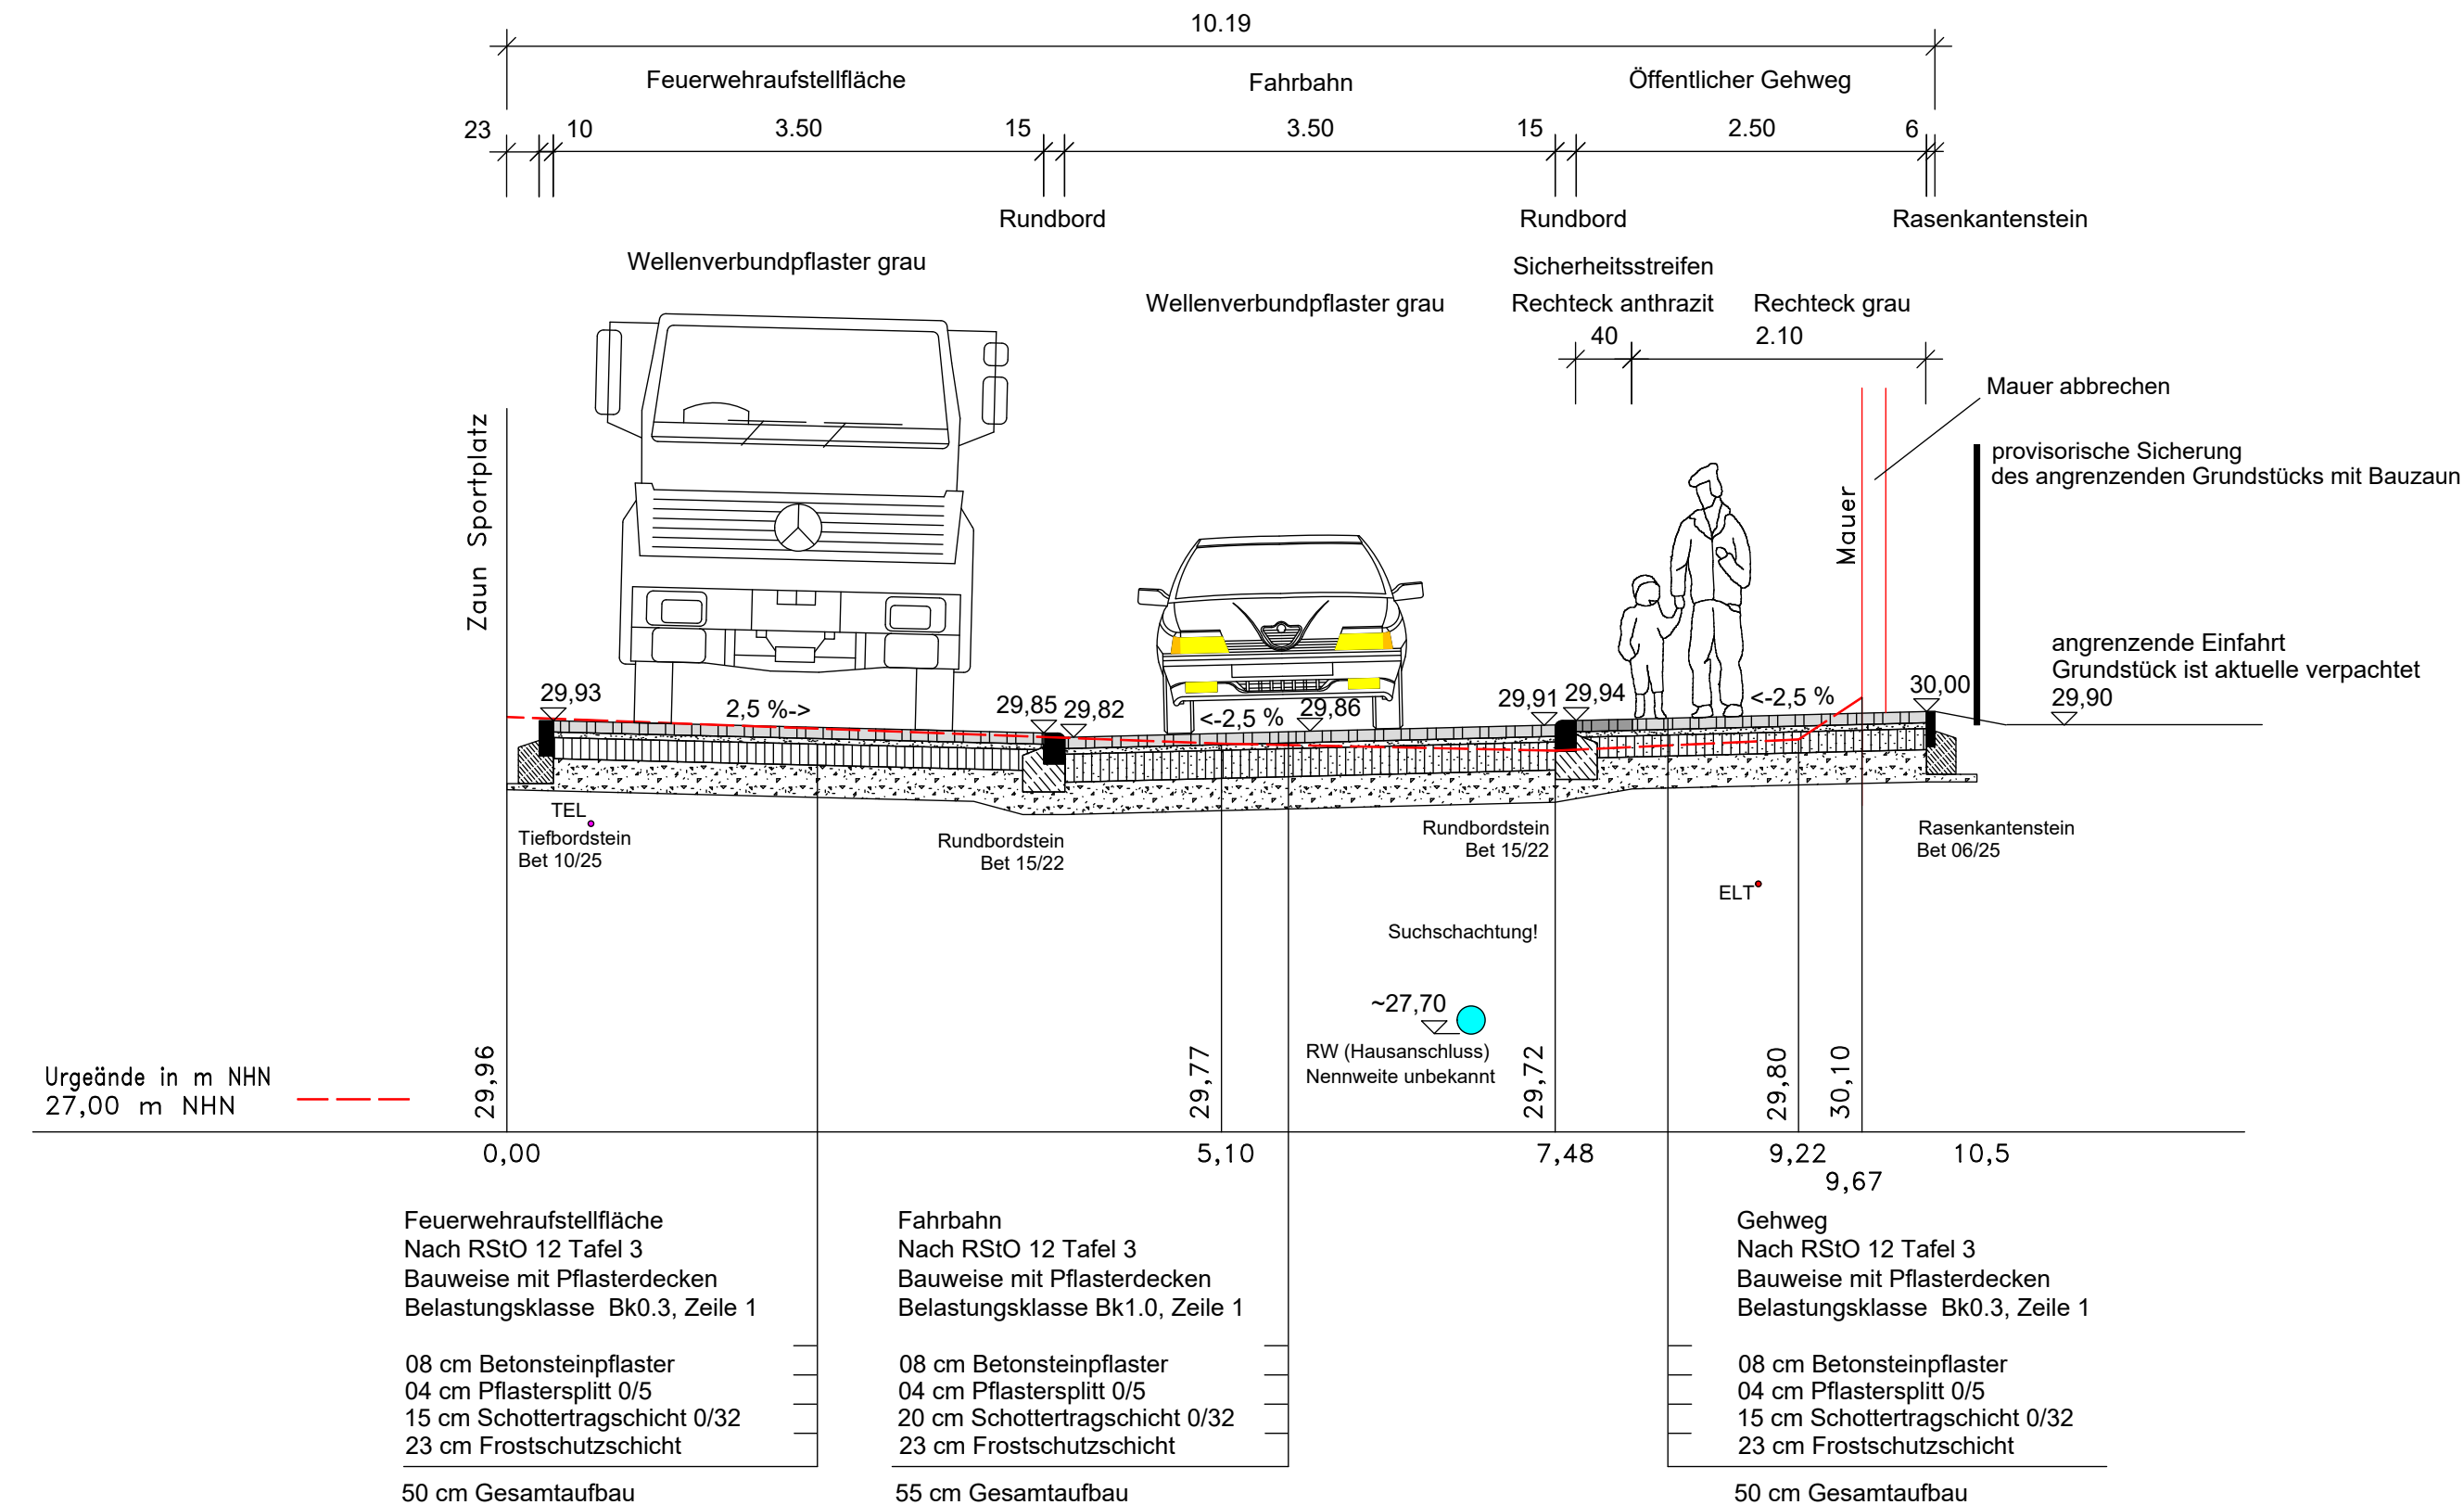 10.19
Feuerwehraufstellfläche
Fahrbahn
Öffentlicher Gehweg
23
10
3.50
15
3.50
15
2.50
6
Rundbord
Rundbord
Rasenkantenstein
Wellenverbundpflaster grau
Sicherheitsstreifen
Wellenverbundpflaster grau
Rechteck anthrazit
Rechteck grau
40
2.10
Mauer abbrechen
Zaun Sportplatz
provisorische Sicherung
des angrenzenden Grundstücks mit Bauzaun
Mauer
angrenzende Einfahrt
Grundstück ist aktuelle verpachtet
29,90
29,93
2,5 %->
29,85
29,82
<-2,5 %
29,86
29,91
29,94
<-2,5 %
30,00
TEL
Tiefbordstein
Bet 10/25
Rundbordstein
Bet 15/22
Rundbordstein
Bet 15/22
Rasenkantenstein
Bet 06/25
ELT
Suchschachtung!
~27,70
RW (Hausanschluss)
Nennweite unbekannt
Urgeände in m NHN
27,00 m NHN
29,96
29,77
29,72
29,80
30,10
0,00
5,10
7,48
9,22
10,5
9,67
Feuerwehraufstellfläche
Nach RStO 12 Tafel 3
Bauweise mit Pflasterdecken
Belastungsklasse Bk0.3, Zeile 1
08 cm Betonsteinpflaster
04 cm Pflastersplitt 0/5
15 cm Schottertragschicht 0/32
23 cm Frostschutzschicht
50 cm Gesamtaufbau
Fahrbahn
Nach RStO 12 Tafel 3
Bauweise mit Pflasterdecken
Belastungsklasse Bk1.0, Zeile 1
08 cm Betonsteinpflaster
04 cm Pflastersplitt 0/5
20 cm Schottertragschicht 0/32
23 cm Frostschutzschicht
55 cm Gesamtaufbau
Gehweg
Nach RStO 12 Tafel 3
Bauweise mit Pflasterdecken
Belastungsklasse Bk0.3, Zeile 1
08 cm Betonsteinpflaster
04 cm Pflastersplitt 0/5
15 cm Schottertragschicht 0/32
23 cm Frostschutzschicht
50 cm Gesamtaufbau